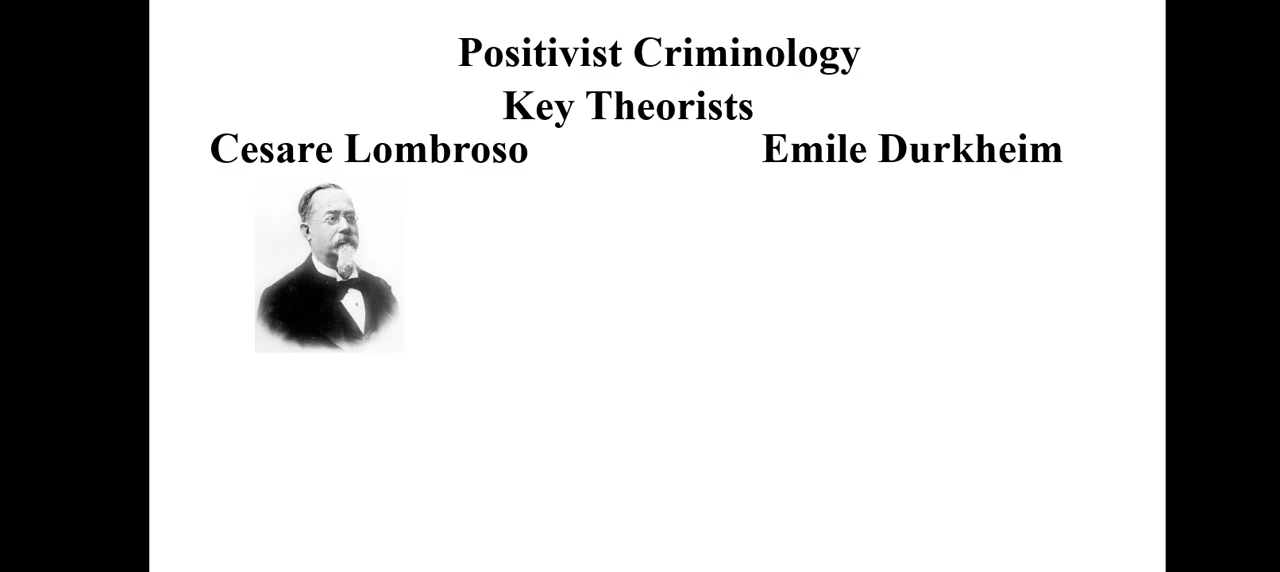 Positivist Criminology
Key Theorists
Cesare Lombroso
Emile Durkheim